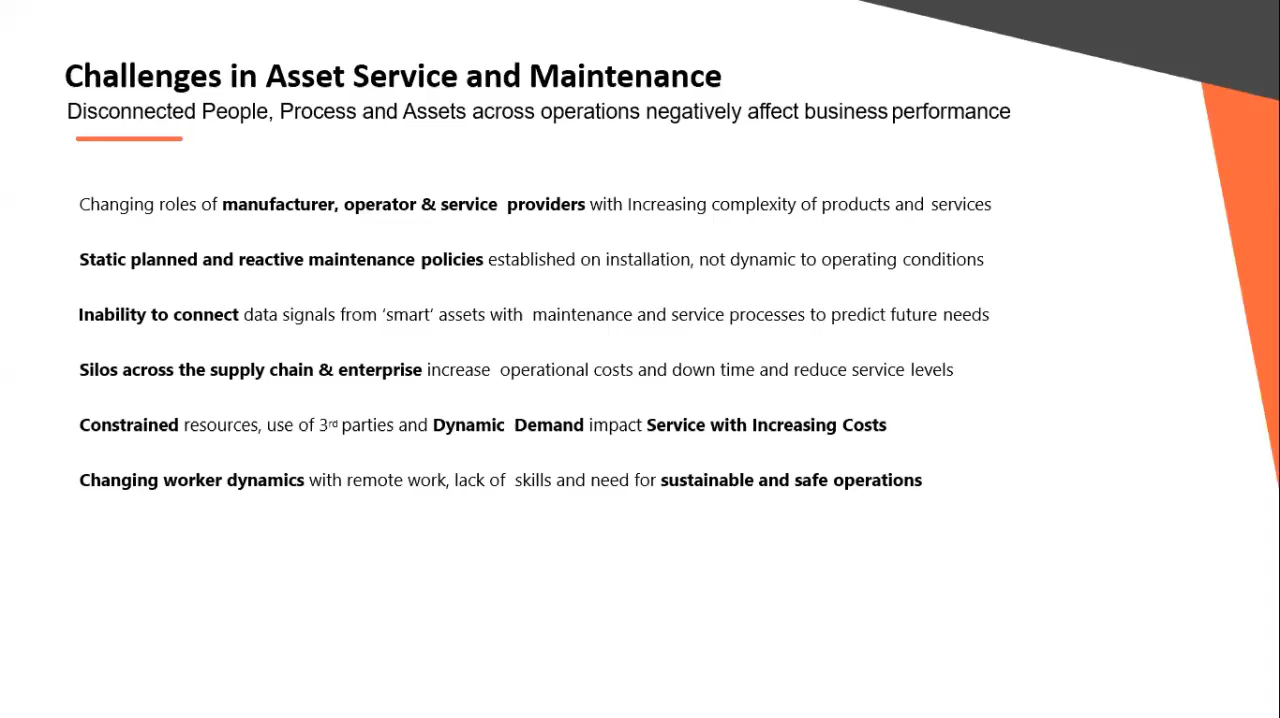 Challenges in Asset Service and Maintenance
Disconnected People, Process and Assets across operations negatively affect business performance
Changing roles of manufacturer, operator & service providers with Increasing complexity of products and services
Static planned and reactive maintenance policies established on installation, not dynamic to operating conditions
Inability to connect data signals from ‘smart’ assets with maintenance and service processes to predict future needs
Silos across the supply chain & enterprise increase operational costs and down time and reduce service levels
Constrained resources, use of 3rd parties and Dynamic Demand impact Service with Increasing Costs
Changing worker dynamics with remote work, lack of skills and need for sustainable and safe operations